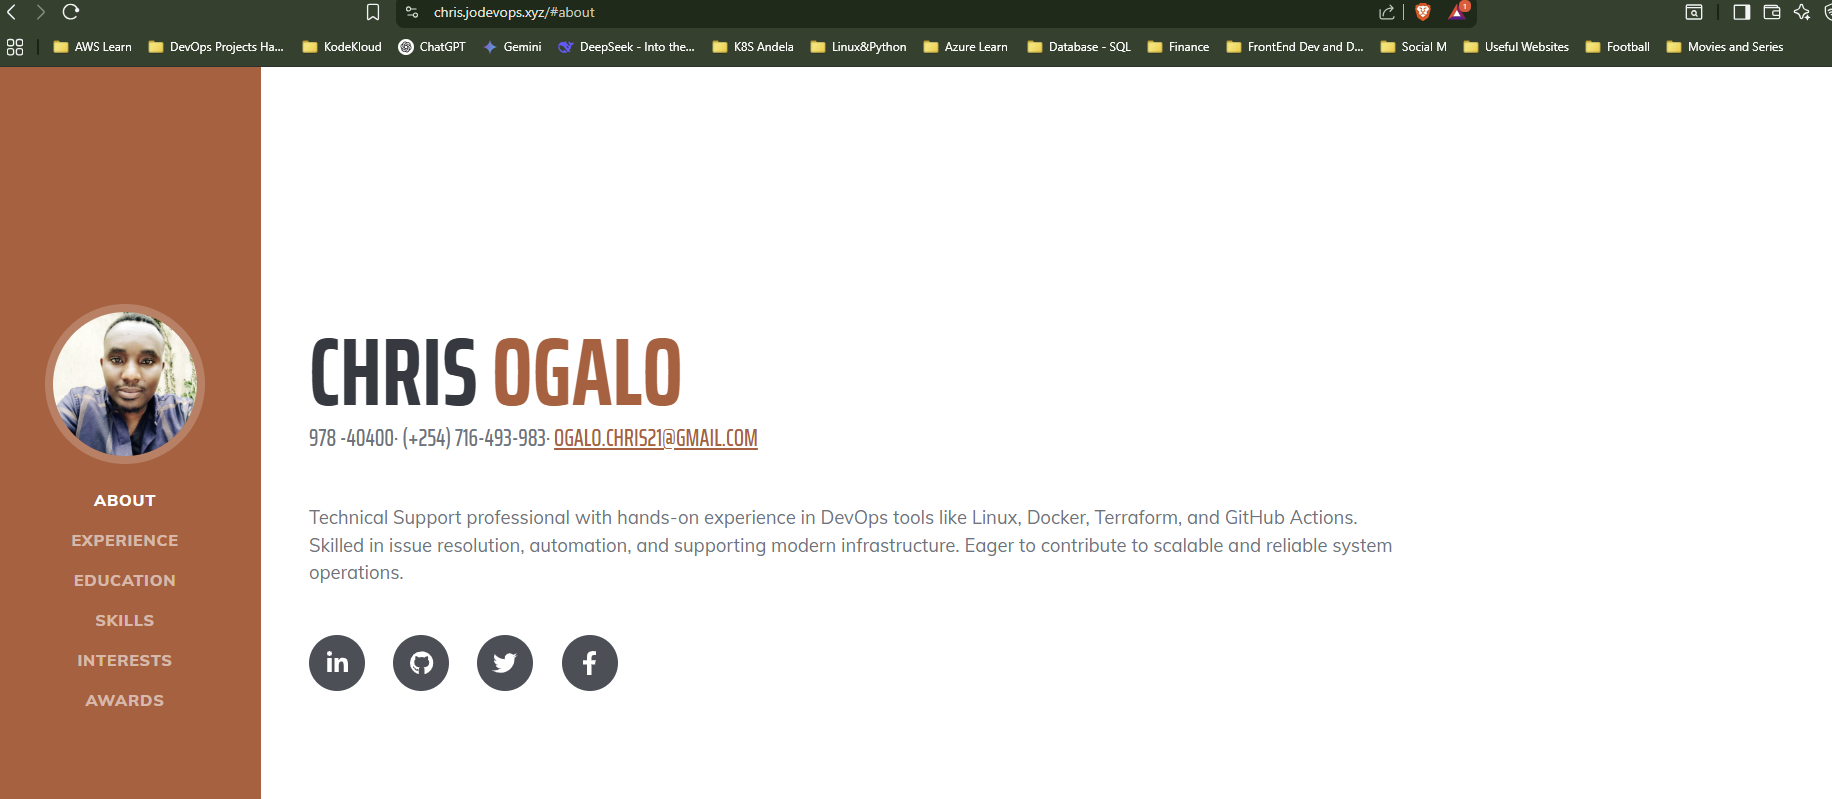 chris.jodevops.xyz/#about
1
AWS Learn
DevOps Projects Ha...
KodeKloud
ChatGPT
Gemini
DeepSeek - Into the...
K8S Andela
Linux&Python
Azure Learn
Database - SQL
Finance
FrontEnd Dev and D...
Social M
Useful Websites
Football
Movies and Series
CHRIS OGALO
978 -40400· (+254) 716-493-983· OGALO.CHRIS21@GMAIL.COM
ABOUT
EXPERIENCE
EDUCATION
SKILLS
INTERESTS
AWARDS
Technical Support professional with hands-on experience in DevOps tools like Linux, Docker, Terraform, and GitHub Actions.
Skilled in issue resolution, automation, and supporting modern infrastructure. Eager to contribute to scalable and reliable system
operations.
in
f